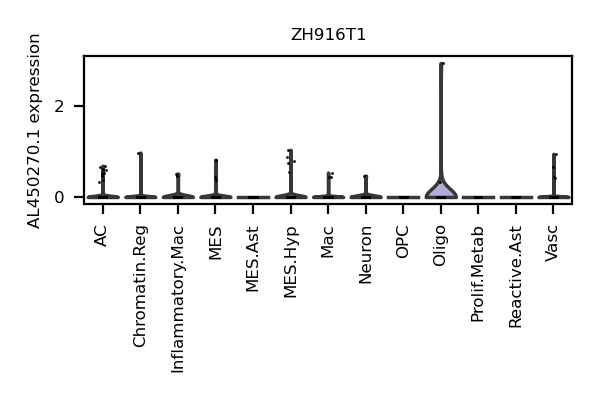 ZH916T1
AL450270.1 expression
2
0
AC
Chromatin.Reg
Inflammatory.Mac
MES
MES.Ast
MES.Hyp
Mac
Neuron
OPC
Oligo
Prolif.Metab
Reactive.Ast
Vasc